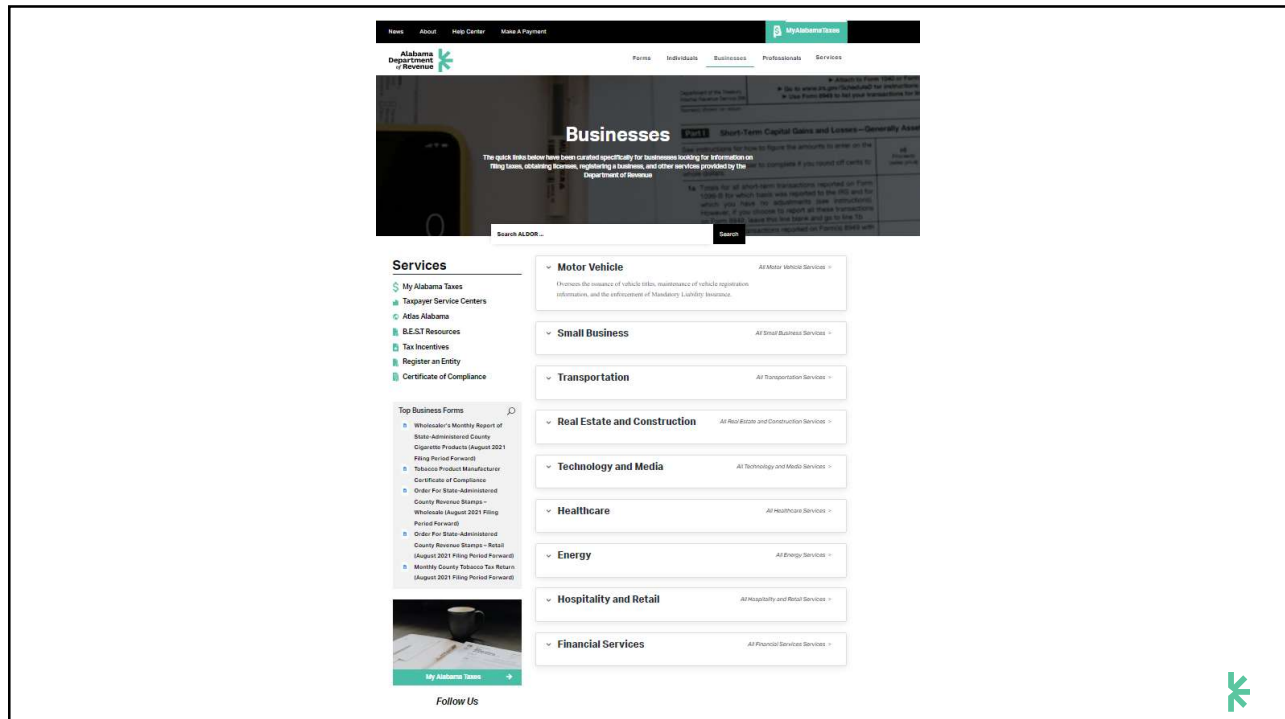 News About Help Center Make A Payment
MyAlabamaTaxes
Alabama
Department
of Revenue
Forms Individuals Businesses Professionals Services
Businesses
The quick links below have been curated specifically for businesses looking for information on
filing taxes, obtaining licenses, registering a business, and other services provided by the
Department of Revenue
Part I Short-Term Capital Gains and Losses—Generally
Search ALDOR ...
Search
Services
My Alabama Taxes
Taxpayer Service Centers
Atlas Alabama
B.E.S.T Resources
Tax Incentives
Register an Entity
Certificate of Compliance
Top Business Forms
Wholesaler's Monthly Report of
State-Administered County
Cigarette Products (August 2021
Filing Period Forward)
Tobacco Product Manufacturer
Certificate of Compliance
Order For State-Administered
County Revenue Stamps –
Wholesale (August 2021 Filing
Period Forward)
Order For State-Administered
County Revenue Stamps – Retail
(August 2021 Filing Period Forward)
Monthly County Tobacco Tax Return
(August 2021 Filing Period Forward)
My Alabama Taxes
Follow Us
Motor Vehicle
All Motor Vehicle Services >
Oversees the issuance of vehicle titles, maintenance of vehicle registration
information, and the enforcement of Mandatory Liability Insurance.
Small Business
All Small Business Services >
Transportation
All Transportation Services >
Real Estate and Construction
All Real Estate and Construction Services >
Technology and Media
All Technology and Media Services >
Healthcare
All Healthcare Services >
Energy
All Energy Services >
Hospitality and Retail
All Hospitality and Retail Services >
Financial Services
All Financial Services Services >